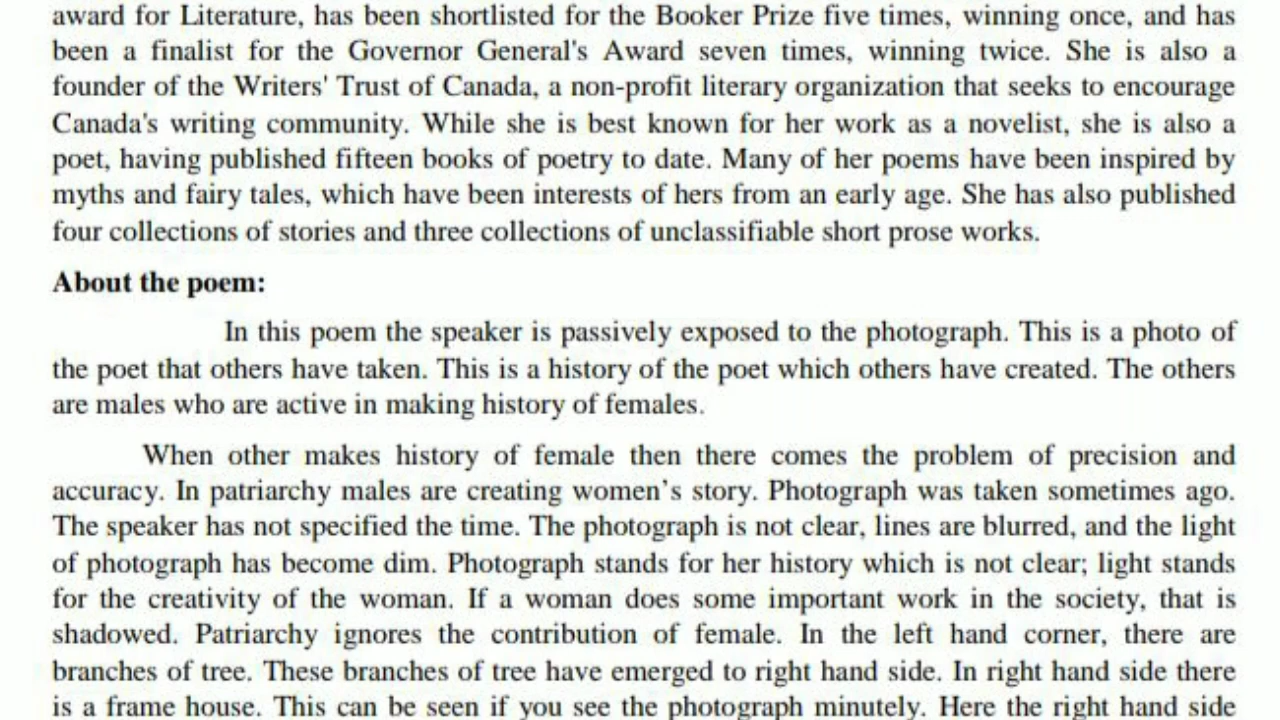 award for Literature, has been shortlisted for the Booker Prize five times, winning once, and has
been a finalist for the Governor General's Award seven times, winning twice. She is also a
founder of the Writers' Trust of Canada, a non-profit literary organization that seeks to encourage
Canada's writing community. While she is best known for her work as a novelist, she is also a
poet, having published fifteen books of poetry to date. Many of her poems have been inspired by
myths and fairy tales, which have been interests of hers from an early age. She has also published
four collections of stories and three collections of unclassifiable short prose works.
About the poem:
In this poem the speaker is passively exposed to the photograph. This is a photo of
the poet that others have taken. This is a history of the poet which others have created. The others
are males who are active in making history of females.
When other makes history of female then there comes the problem of precision and
accuracy. In patriarchy males are creating women’s story. Photograph was taken sometimes ago.
The speaker has not specified the time. The photograph is not clear, lines are blurred, and the light
of photograph has become dim. Photograph stands for her history which is not clear; light stands
for the creativity of the woman. If a woman does some important work in the society, that is
shadowed. Patriarchy ignores the contribution of female. In the left hand corner, there are
branches of tree. These branches of tree have emerged to right hand side. In right hand side there
is a frame house. This can be seen if you see the photograph minutely. Here the right hand side